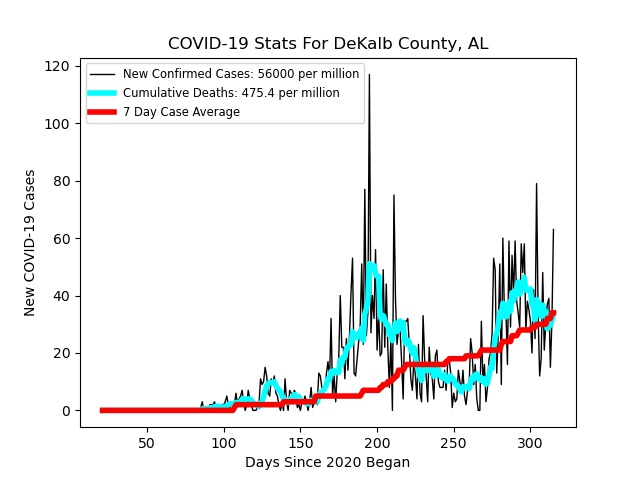 COVID-19 Stats For DeKalb County, AL
New Confirmed Cases: 56000 per million
Cumulative Deaths: 475.4 per million
7 Day Case Average
New COVID-19 Cases
120
100
80
60
40
20
0
50 100 150 200 250 300
Days Since 2020 Began